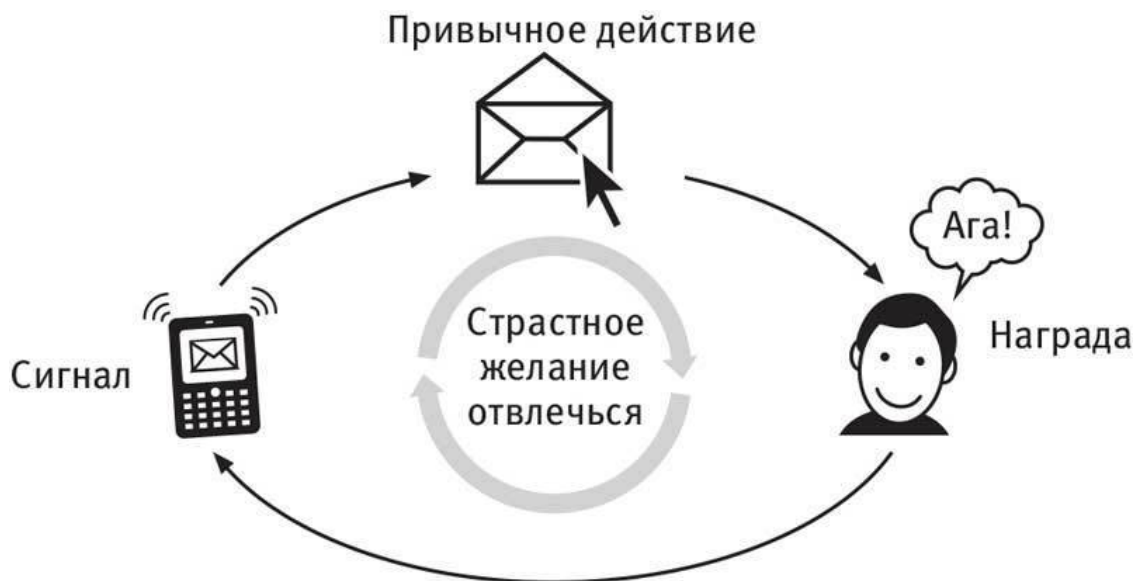 Привычное действие
Ага!
Награда
Сигнал
Страстное
желание
отвлечься